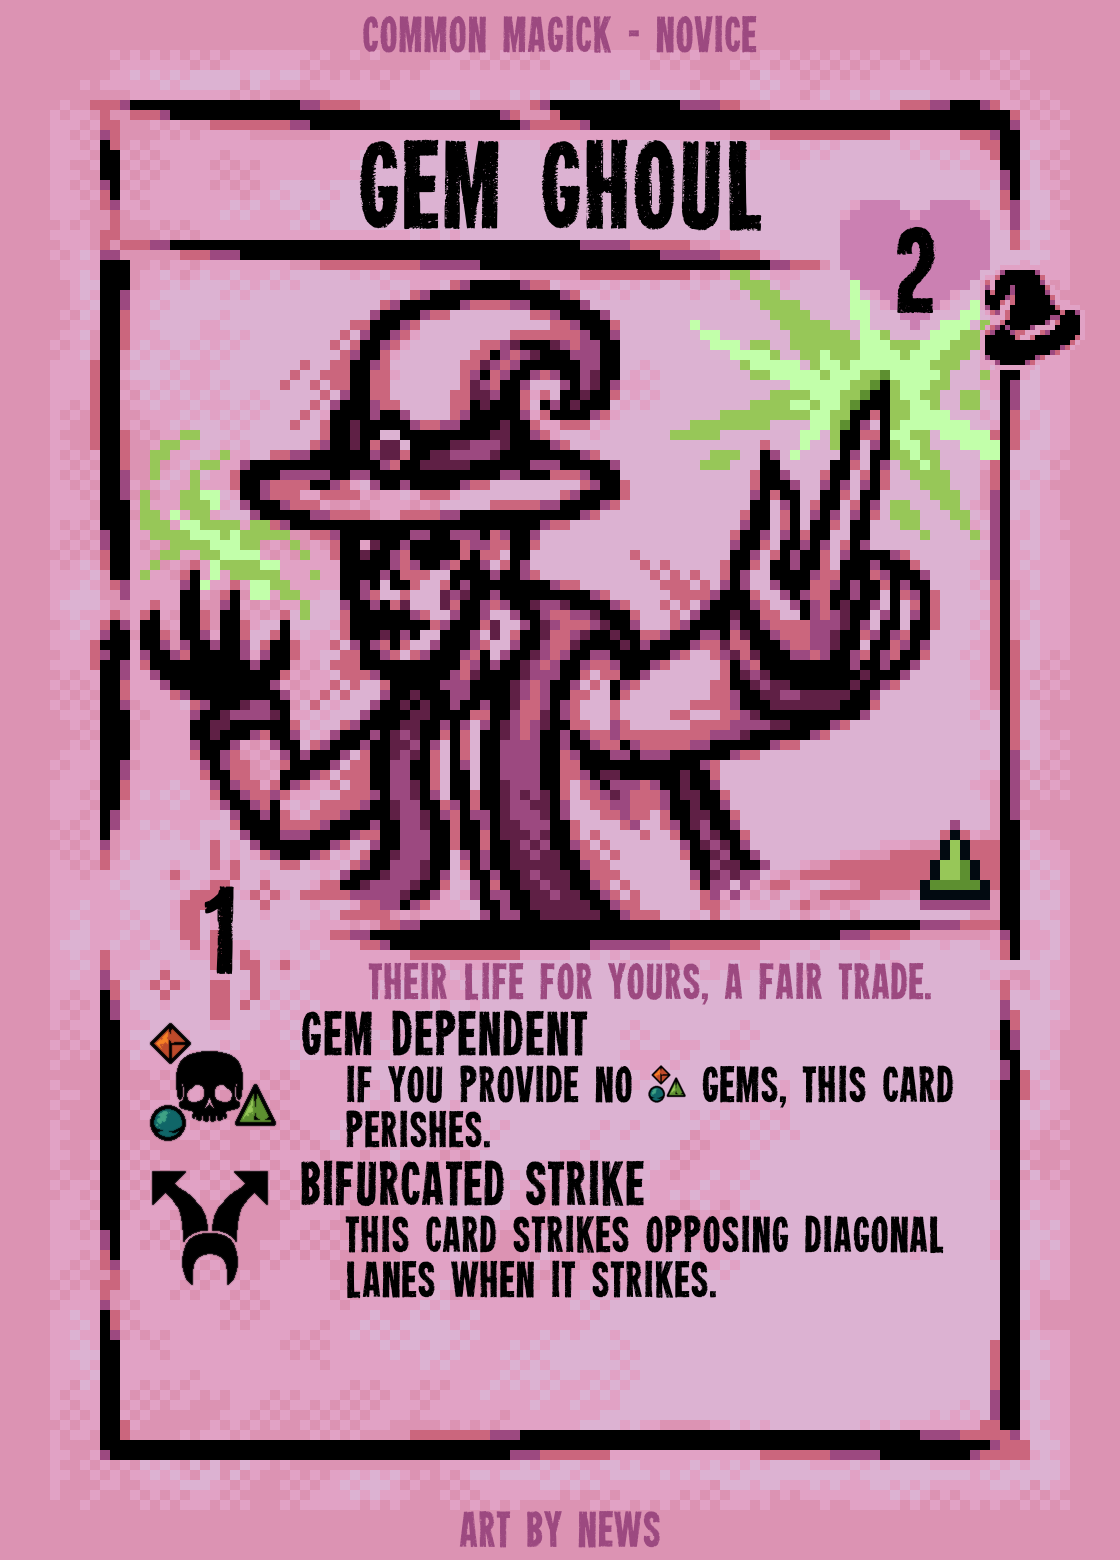 COMMON MAGICK - NOVICE
GEM GHOUL
2
1
THEIR LIFE FOR YOURS, A FAIR TRADE.
GEM DEPENDENT
IF YOU PROVIDE NO GEMS, THIS CARD
PERISHES.
BIFURCATED STRIKE
THIS CARD STRIKES OPPOSING DIAGONAL
LANES WHEN IT STRIKES.
ART BY NEWS